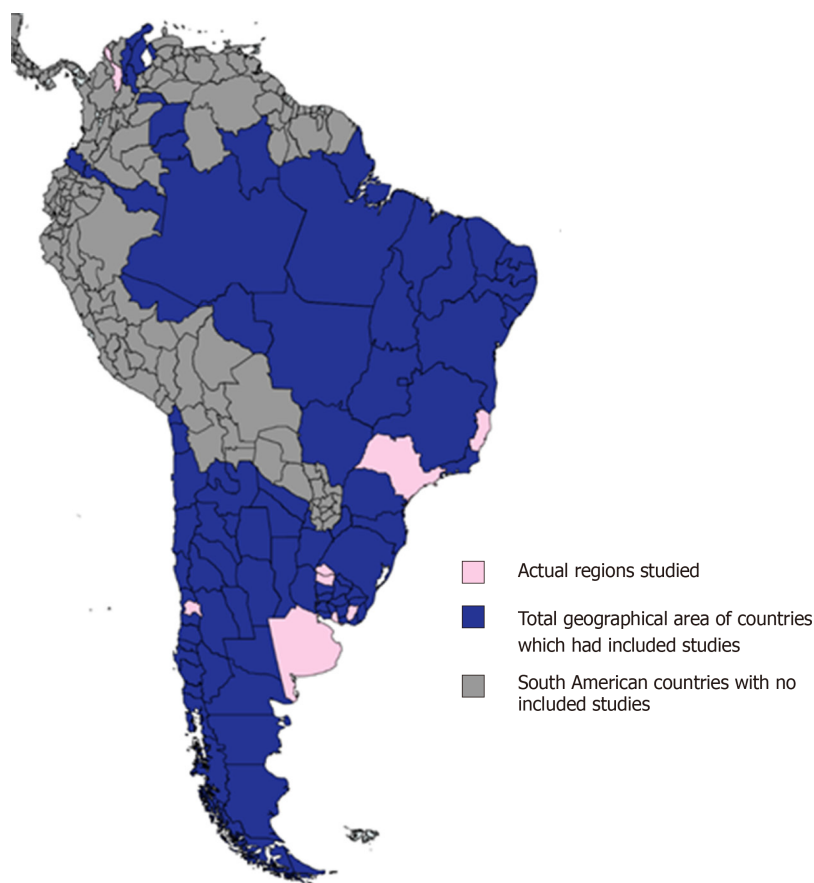 Actual regions studied
Total geographical area of countries
which had included studies
South American countries with no
included studies